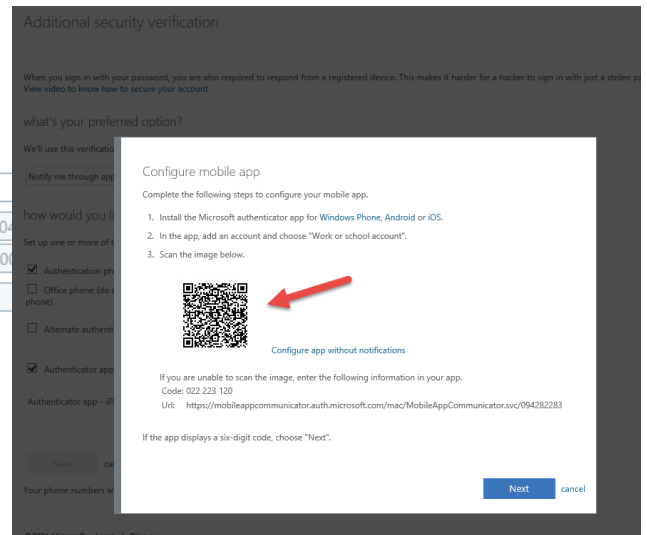 Additional security verification
When you sign in with your password, you are also required to respond from a registered device. This makes it harder for a hacker to sign in with just a stolen
View video to know how to secure your account
what's your preferred option?
We'll use this verification
Notify me through app
how would you
Set up one or more of
Authentication
Office phone (do
phone)
Alternate
Authenticator app
Authenticator app -
Save
Your phone numbers
Configure mobile app
Complete the following steps to configure your mobile app.
1. Install the Microsoft authenticator app for Windows Phone, Android or iOS.
2. In the app, add an account and choose "Work or school account".
3. Scan the image below.
Configure app without notifications
If you are unable to scan the image, enter the following information in your app.
Code: 022 223 120
Url: https://mobileappcommunicator.auth.microsoft.com/mac/MobileAppCommunicator.svc/094282283
If the app displays a six-digit code, choose "Next".
Next cancel